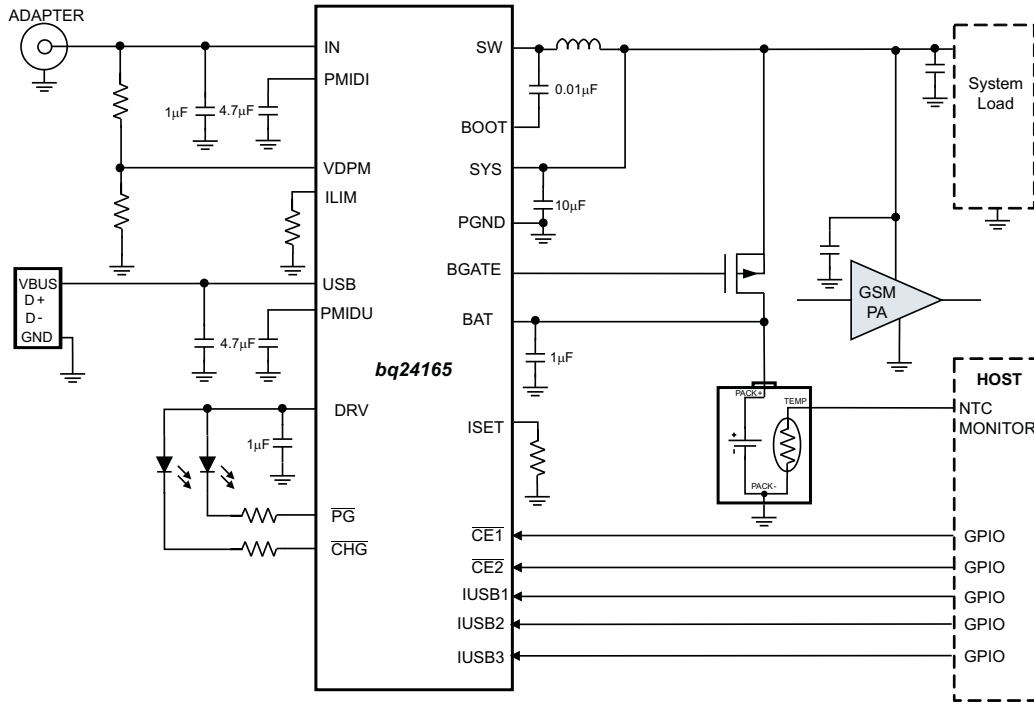 ADAPTER
IN
PMIDI
1μF
4.7μF
VDPM
ILIM
VBUS
D+
D-
GND
USB
PMIDU
4.7μF
bq24165
DRV
1μF
PG
CHG
SW
0.01μF
BOOT
SYS
10μF
PGND
BGATE
BAT
1μF
ISET
CE1
CE2
IUSB1
IUSB2
IUSB3
System
Load
GSM
PA
PACK+
TEMP
+
-
PACK-
HOST
NTC
MONITOR
GPIO
GPIO
GPIO
GPIO
GPIO